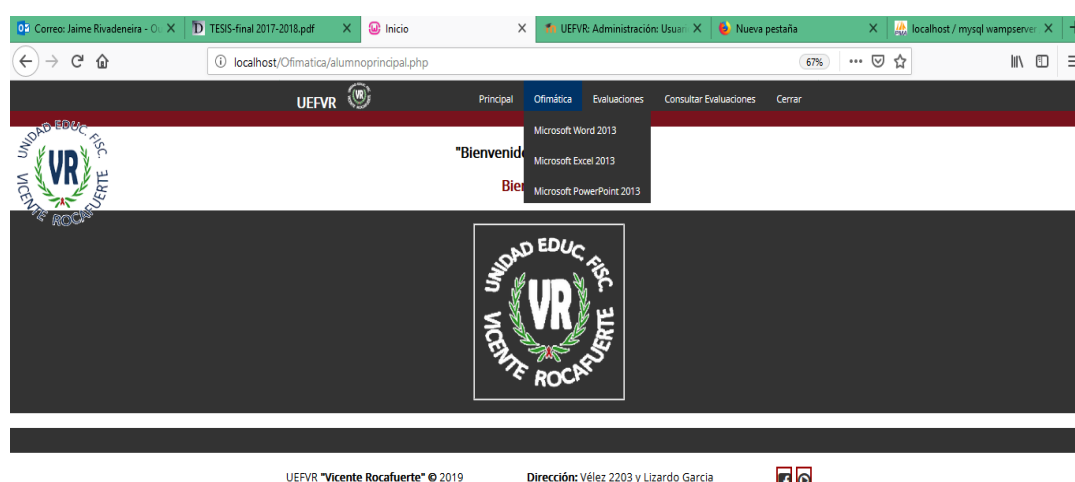 Correo: Jaime Rivadeneira - Ou
TESIS-final 2017-2018.pdf
Inicio
UEFVR: Administración: Usuari
Nueva pestaña
localhost / mysql wampserver
localhost/Ofimatica/alumnoprincipal.php
67%
UEFVR
VR
Principal
Ofimática
Evaluaciones
Consultar Evaluaciones
Cerrar
Microsoft Word 2013
Microsoft Excel 2013
Microsoft PowerPoint 2013
UNIDAD EDUC. FISC.
VR
VICENTE ROCAFUERTE
"Bienvenid
Bien
UNIDAD EDUC. FISC.
VR
VICENTE ROCAFUERTE
UEFVR "Vicente Rocafuerte" © 2019
Dirección: Vélez 2203 y Lizardo Garcia